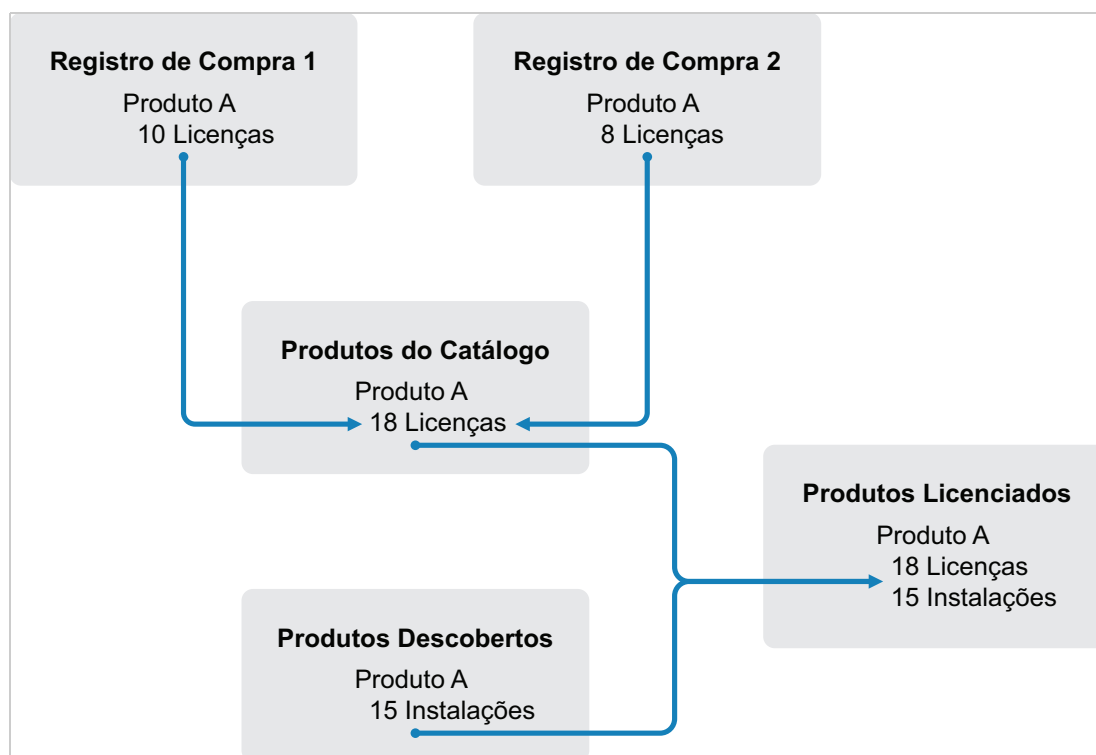 Registro de Compra 1
Produto A
10 Licenças
Registro de Compra 2
Produto A
8 Licenças
Produtos do Catálogo
Produto A
18 Licenças
Produtos Licenciados
Produto A
18 Licenças
15 Instalações
Produtos Descobertos
Produto A
15 Instalações